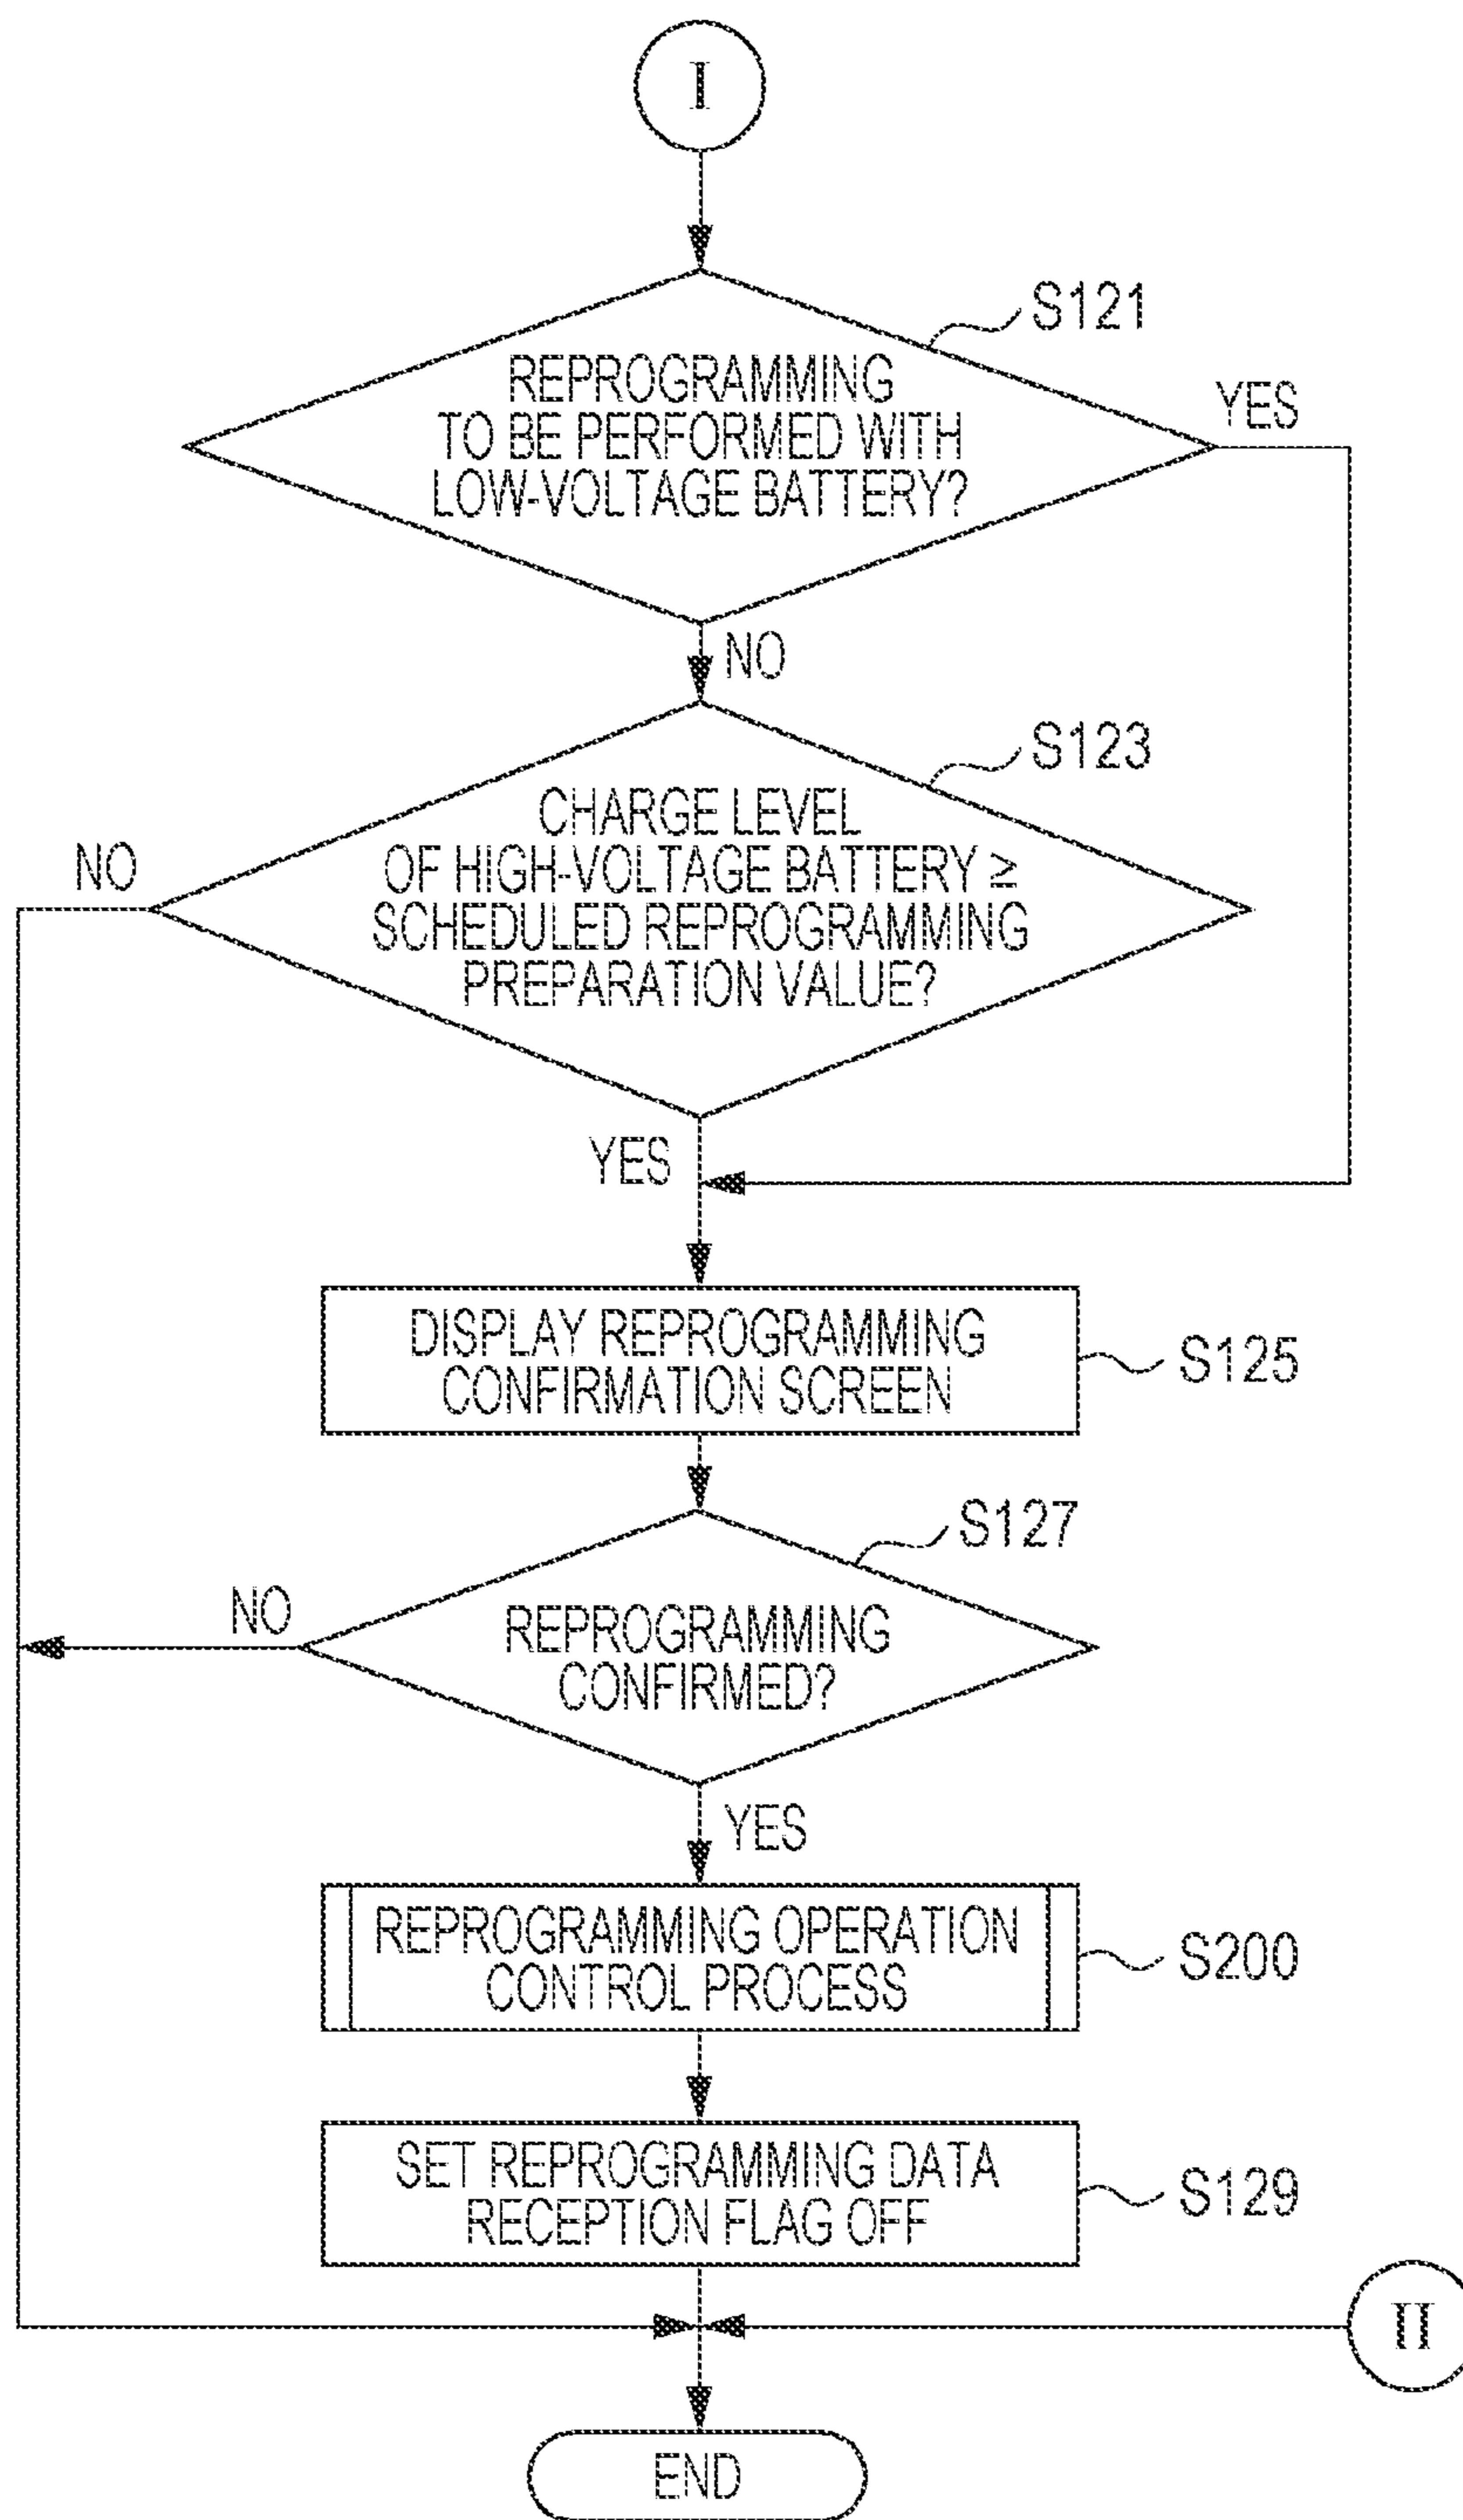 I
S121
REPROGRAMMING
TO BE PERFORMED WITH
LOW-VOLTAGE BATTERY?
YES
NO
S123
CHARGE LEVEL
OF HIGH-VOLTAGE BATTERY ≥
SCHEDULED REPROGRAMMING
PREPARATION VALUE?
NO
YES
DISPLAY REPROGRAMMING
CONFIRMATION SCREEN
S125
S127
NO
REPROGRAMMING
CONFIRMED?
YES
REPROGRAMMING OPERATION
CONTROL PROCESS
S200
SET REPROGRAMMING DATA
RECEPTION FLAG OFF
S129
II
END